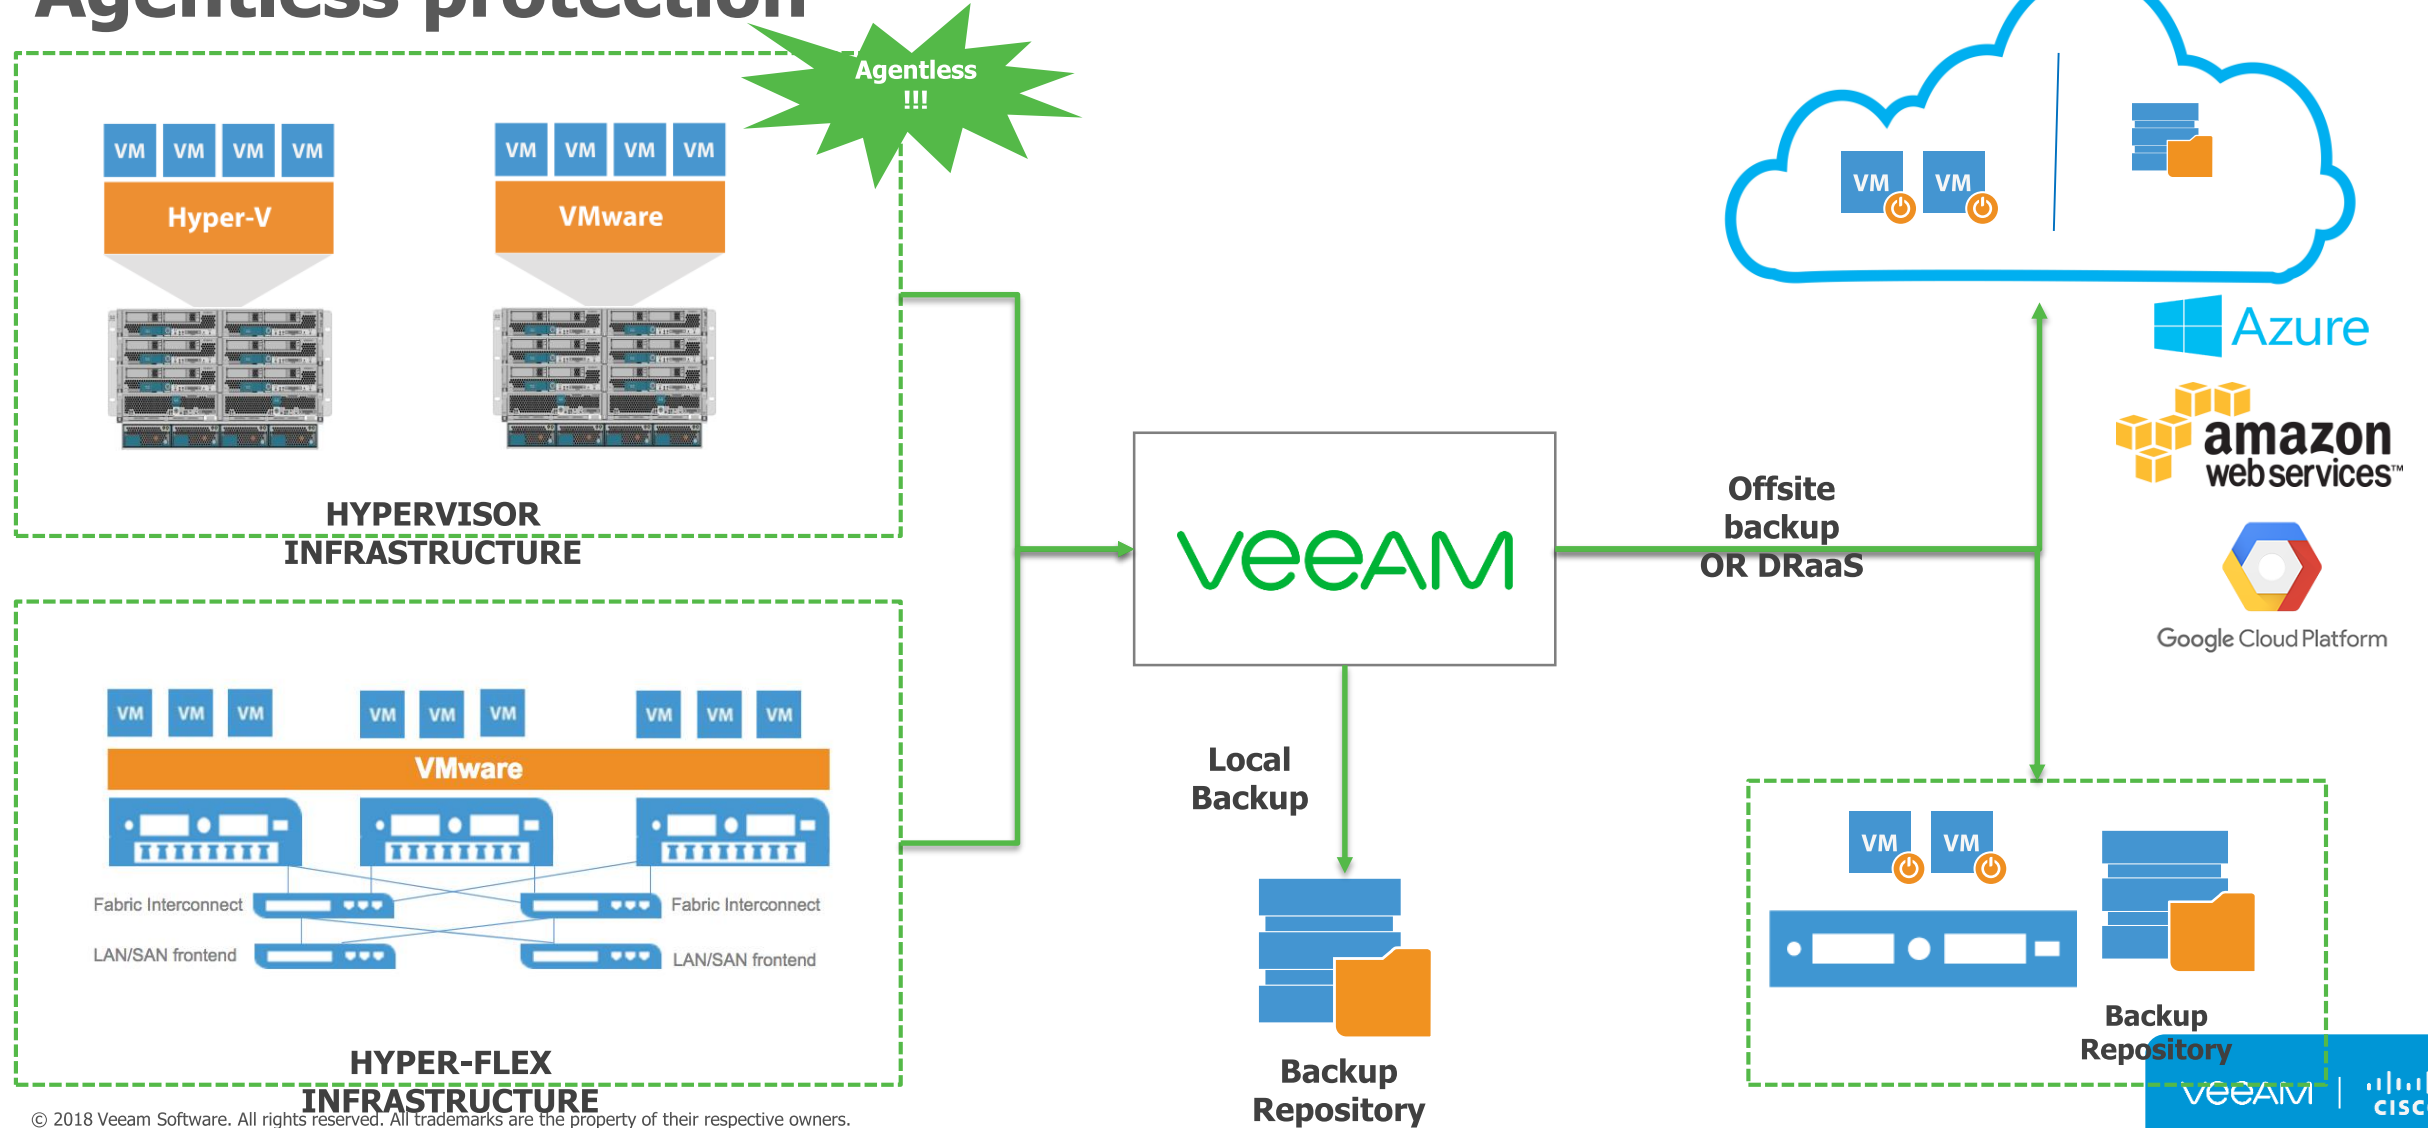 Agentless protection
Agentless
!!!
VM VM VM VM
Hyper-V
VM VM VM VM
VMware
HYPERVISOR
INFRASTRUCTURE
VM VM VM VM VM VM VM VM VM
VMware
Fabric Interconnect
Fabric Interconnect
LAN/SAN frontend
LAN/SAN frontend
HYPER-FLEX
INFRASTRUCTURE
veeAM
Local
Backup
Backup
Repository
Offsite
backup
OR DRaaS
VM VM
Azure
amazon
web services™
Google Cloud Platform
VM VM
Backup
Repository
veeAM
CISC
© 2018 Veeam Software. All rights reserved. All trademarks are the property of their respective owners.